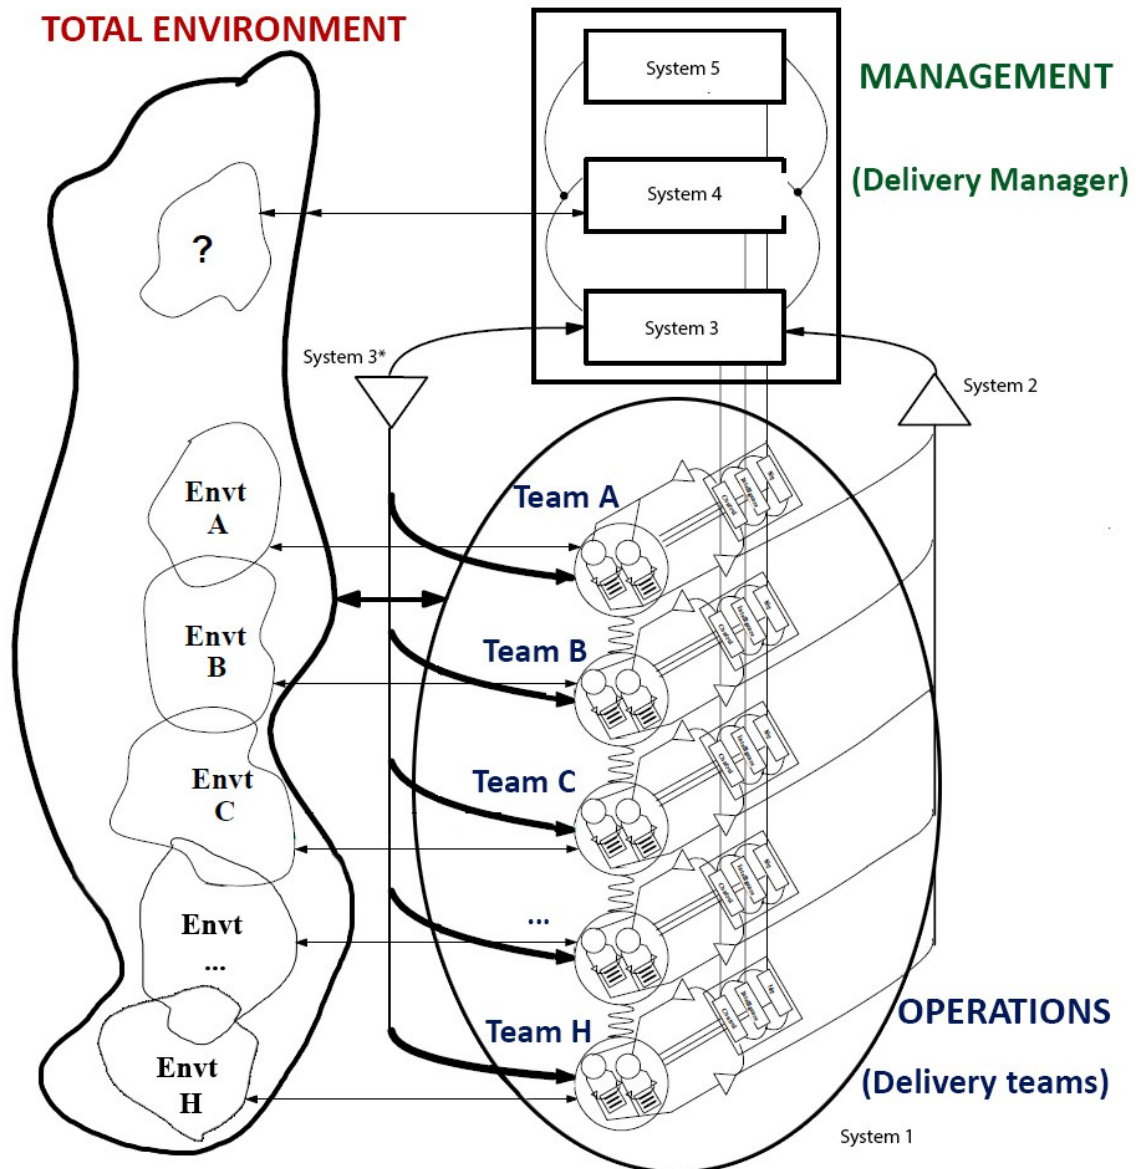 TOTAL ENVIRONMENT
System 5
MANAGEMENT
System 4
(Delivery Manager)
?
System 3
System 3*
System 2
Envt
A
Team A
Envt
B
Team B
Envt
C
Team C
Envt
...
...
Team H
OPERATIONS
Envt
H
(Delivery teams)
System 1